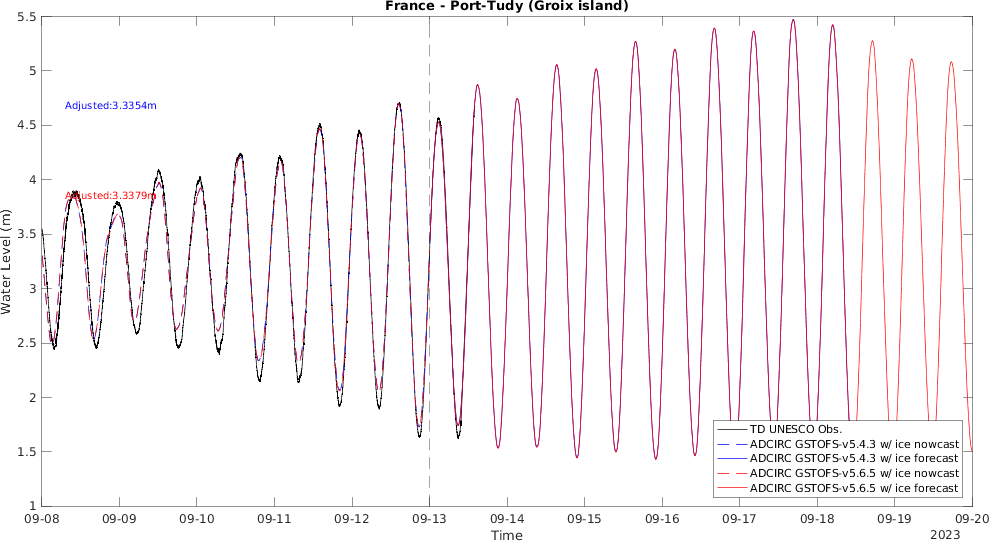 France - Port-Tudy (Groix island)
5.5
5
4.5
4
3.5
3
2.5
2
1.5
1
Water Level (m)
Adjusted:3.3354m
Adjusted:3.3379m
TD UNESCO Obs.
ADCIRC GSTOFS-v5.4.3 w/ ice nowcast
ADCIRC GSTOFS-v5.4.3 w/ ice forecast
ADCIRC GSTOFS-v5.6.5 w/ ice nowcast
ADCIRC GSTOFS-v5.6.5 w/ ice forecast
09-08 09-09 09-10 09-11 09-12 09-13 09-14 09-15 09-16 09-17 09-18 09-19 09-20
Time
2023